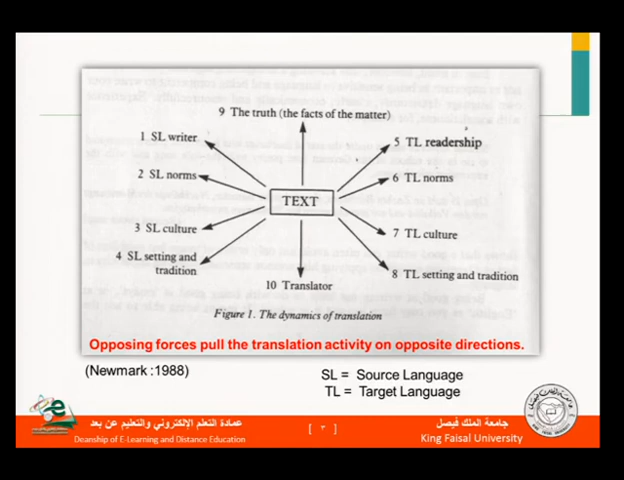 9 The truth (the facts of the matter)
1 SL writer
5 TL readership
2 SL norms
6 TL norms
TEXT
3 SL culture
7 TL culture
4 SL setting and
tradition
8 TL setting and tradition
10 Translator
Figure 1. The dynamics of translation
Opposing forces pull the translation activity on opposite directions.
(Newmark :1988)
SL = Source Language
TL = Target Language
عمادة التعلم الإلكتروني والتعليم عن بعد
Deanship of E-Learning and Distance Education
[ ٣ ]
جامعة الملك فيصل
King Faisal University